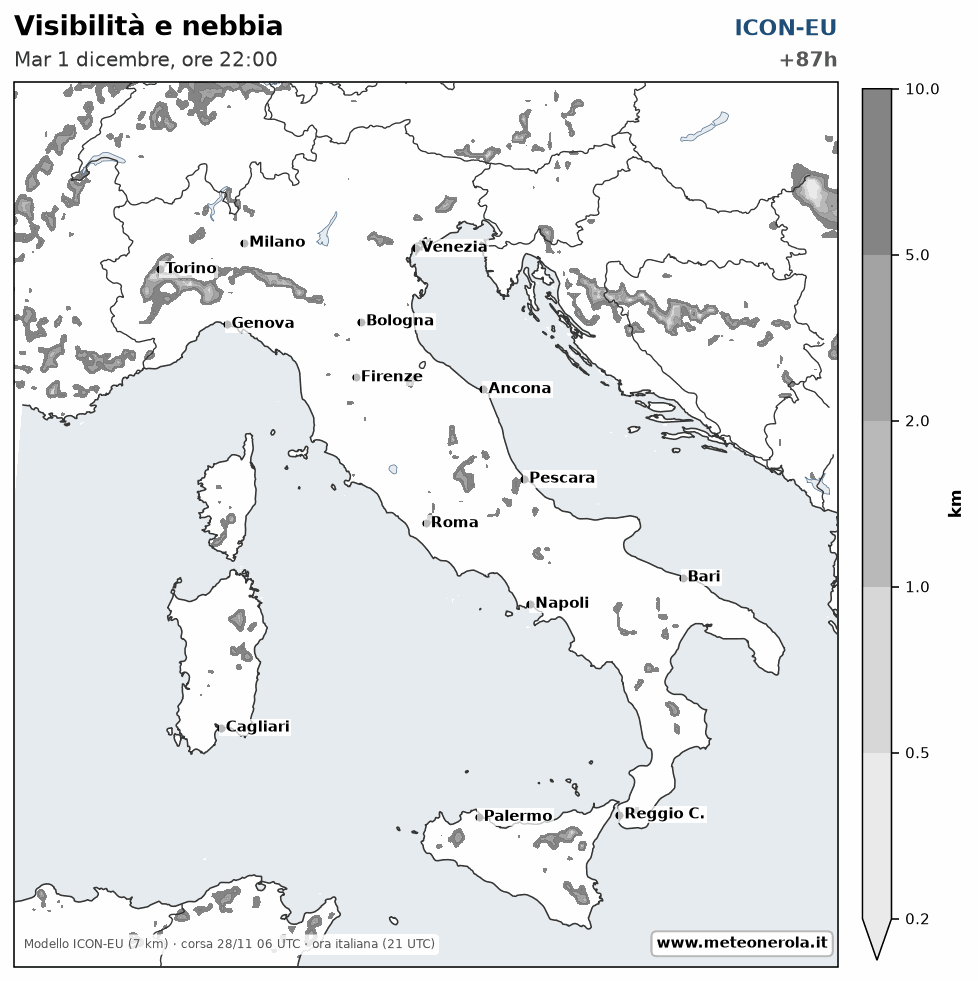 Visibilità e nebbia
ICON-EU
Mar 1 dicembre, ore 22:00
+87h
10.0
5.0
2.0
1.0
0.5
0.2
km
Milano
Venezia
Torino
Genova
Bologna
Firenze
Ancona
Pescara
Roma
Bari
Napoli
Cagliari
Palermo
Reggio C.
Modello ICON-EU (7 km) · corsa 28/11 06 UTC · ora italiana (21 UTC)
www.meteonerola.it